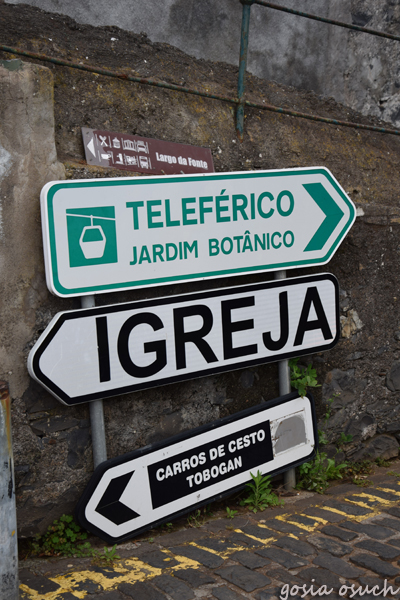 Largo da Fonte
TELEFÉRICO
JARDIM BOTÂNICO
IGREJA
CARROS DE CESTO
TOBOGAN
gosia osuch